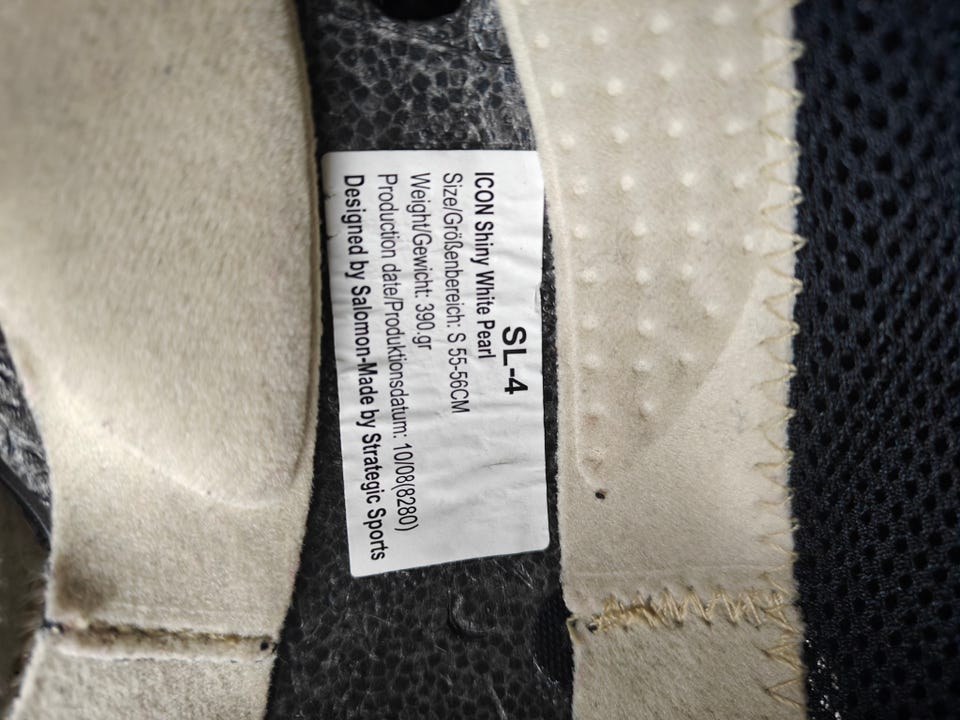 SL-4
ICON Shiny White Pearl
Size/Größenbereich: S 55-56CM
Weight/Gewicht: 390.gr
Production date/Produktionsdatum: 10/08(8280)
Designed by Salomon-Made by Strategic Sports